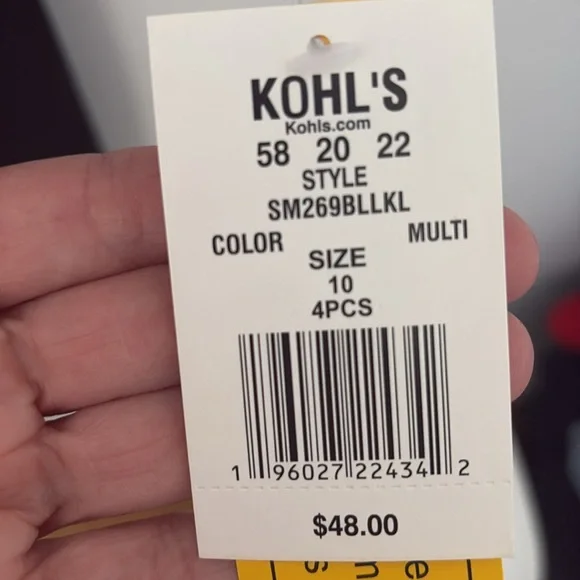 KOHL'S
Kohls.com
58 20 22
STYLE
SM269BLLKL
COLOR MULTI
SIZE
10
4PCS
1 96027 22434 2
$48.00